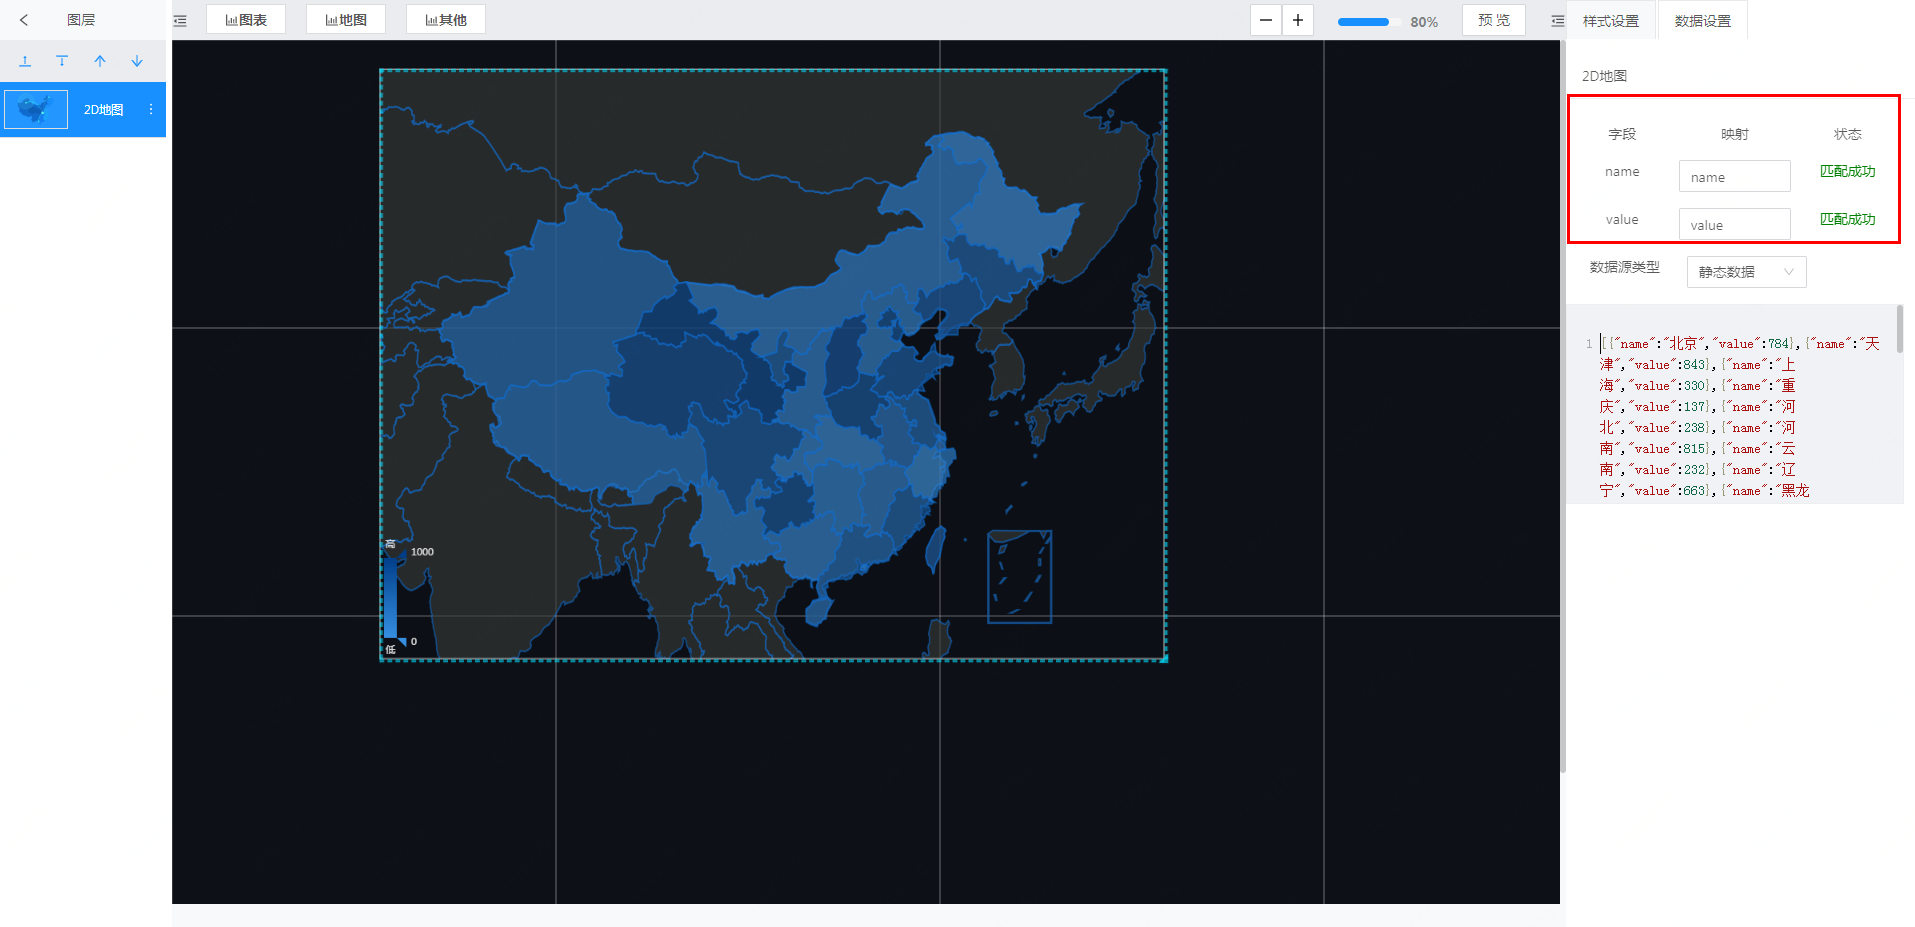 图层
图表
地图
其他
80%
预 览
样式设置
数据设置
2D地图
2D地图
字段 映射 状态
name name 匹配成功
value value 匹配成功
数据源类型 静态数据
1 [{"name":"北京","value":784},{"name":"天
津","value":843},{"name":"上
海","value":330},{"name":"重
庆","value":137},{"name":"河
北","value":238},{"name":"河
南","value":815},{"name":"云
南","value":232},{"name":"辽
宁","value":663},{"name":"黑龙
高
1000
0
低